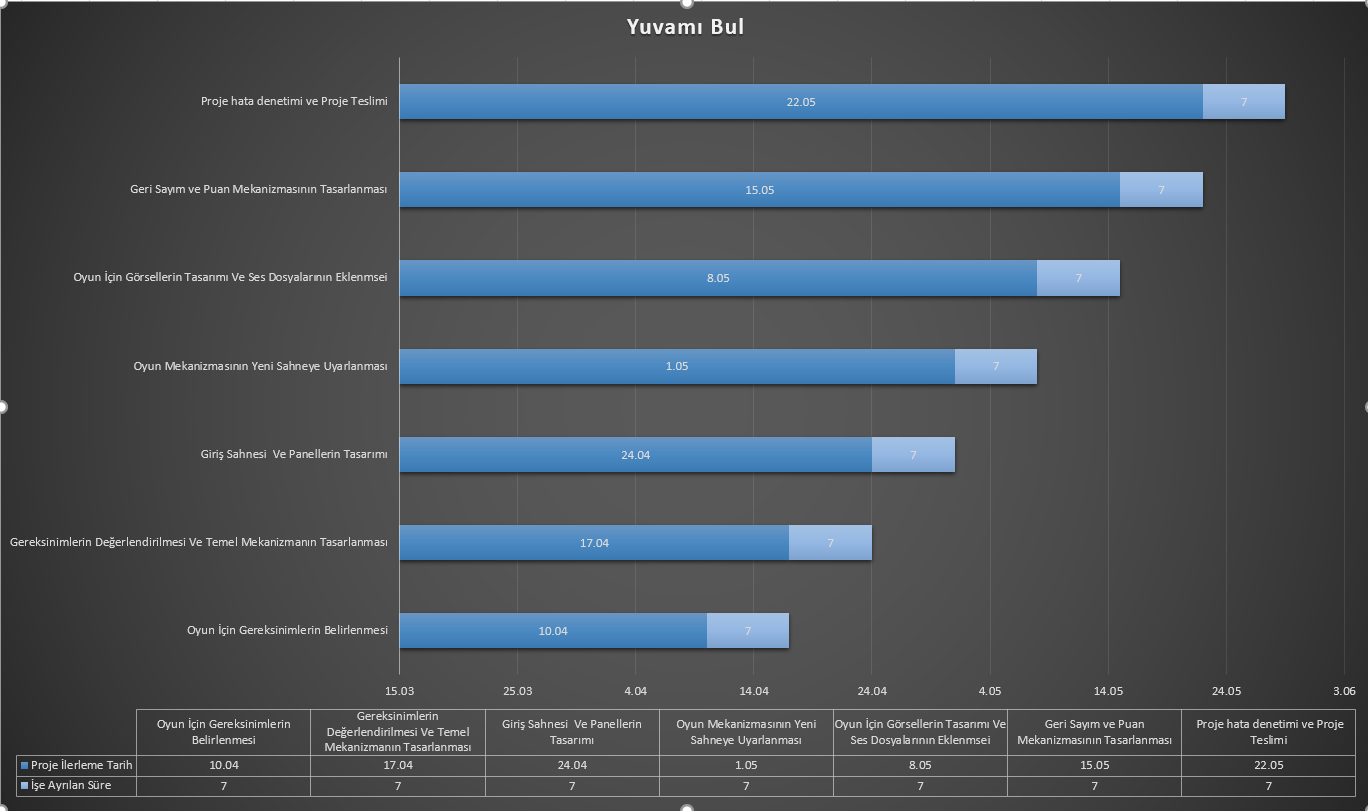 Yuvamı Bul
Proje hata denetimi ve Proje Teslimi
22.05
7
Geri Sayım ve Puan Mekanizmasının Tasarlanması
15.05
7
Oyun İçin Görsellerin Tasarımı Ve Ses Dosyalarının Eklenmsei
8.05
7
Oyun Mekanizmasının Yeni Sahneye Uyarlanması
1.05
7
Giriş Sahnesi  Ve Panellerin Tasarımı
24.04
7
Gereksinimlerin Değerlendirilmesi Ve Temel Mekanizmanın Tasarlanması
17.04
7
Oyun İçin Gereksinimlerin Belirlenmesi
10.04
7
15.03 25.03 4.04 14.04 24.04 4.05 14.05 24.05 3.06
Oyun İçin Gereksinimlerin
Belirlenmesi
Gereksinimlerin
Değerlendirilmesi Ve Temel
Mekanizmanın Tasarlanması
Giriş Sahnesi  Ve Panellerin
Tasarımı
Oyun Mekanizmasının Yeni
Sahneye Uyarlanması
Oyun İçin Görsellerin Tasarımı Ve
Ses Dosyalarının Eklenmsei
Geri Sayım ve Puan
Mekanizmasının Tasarlanması
Proje hata denetimi ve Proje
Teslimi
Proje İlerleme Tarih 10.04 17.04 24.04 1.05 8.05 15.05 22.05
İşe Ayrılan Süre 7 7 7 7 7 7 7